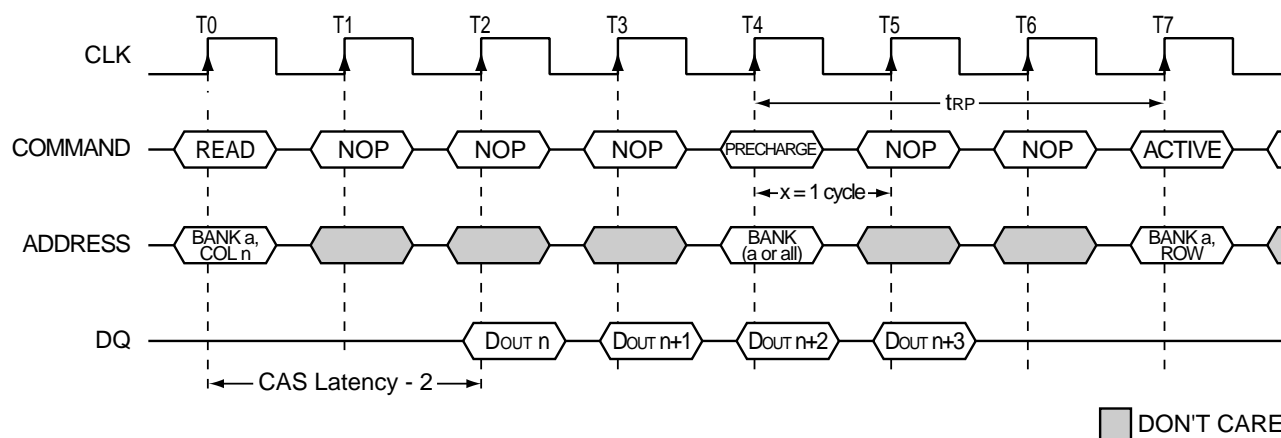 T0 T1 T2 T3 T4 T5 T6 T7
CLK
tRP
COMMAND READ NOP NOP NOP PRECHARGE NOP NOP ACTIVE
x = 1 cycle
ADDRESS BANK a, COL n BANK (a or all) BANK a, ROW
DQ DOUT n DOUT n+1 DOUT n+2 DOUT n+3
CAS Latency - 2
DON'T CARE